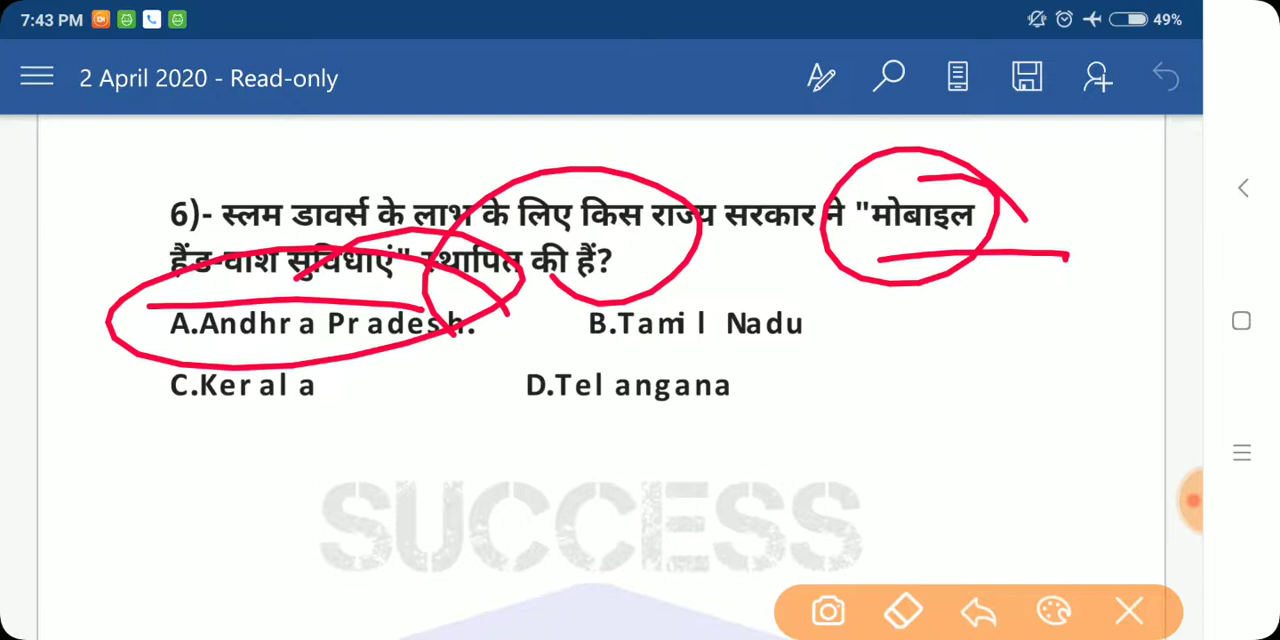 7:43 PM
49%
2 April 2020 - Read-only
6)- स्लम डावर्स के लाभ के लिए किस राज्य सरकार ने "मोबाइल
हैंड-वाश सुविधाएं" स्थापित की हैं?
A.Andhra Pradesh. B.Tamil Nadu
C.Kerala D.Telangana
SUCCESS